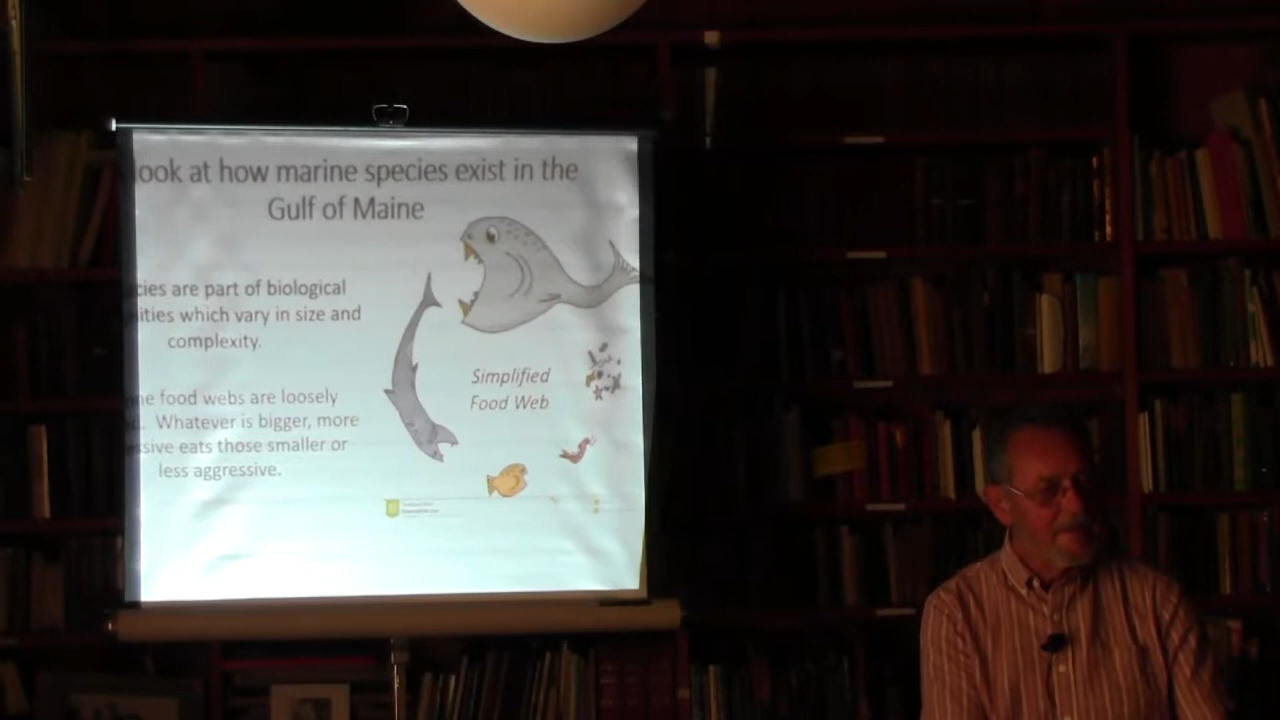 ook at how marine species exist in the
Gulf of Maine
cies are part of biological
ities which vary in size and
complexity.
ne food webs are loosely
Whatever is bigger, more
ssive eats those smaller or
less aggressive.
Simplified
Food Web